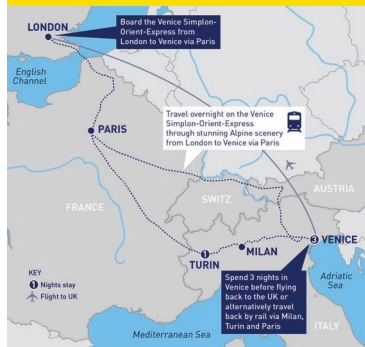 LONDON
Board the Venice Simplon-
Orient-Express from
London to Venice via Paris
English
Channel
Travel overnight on the Venice
Simplon-Orient-Express
through stunning Alpine scenery
from London to Venice via Paris
PARIS
AUSTRIA
SWITZ.
FRANCE
3 VENICE
MILAN
1
TURIN
KEY
1 Nights stay
Flight to UK
Spend 3 nights in
Venice before flying
back to the UK or
alternatively travel
back by rail via Milan,
Turin and Paris
Adriatic
Sea
Mediterranean Sea
ITALY